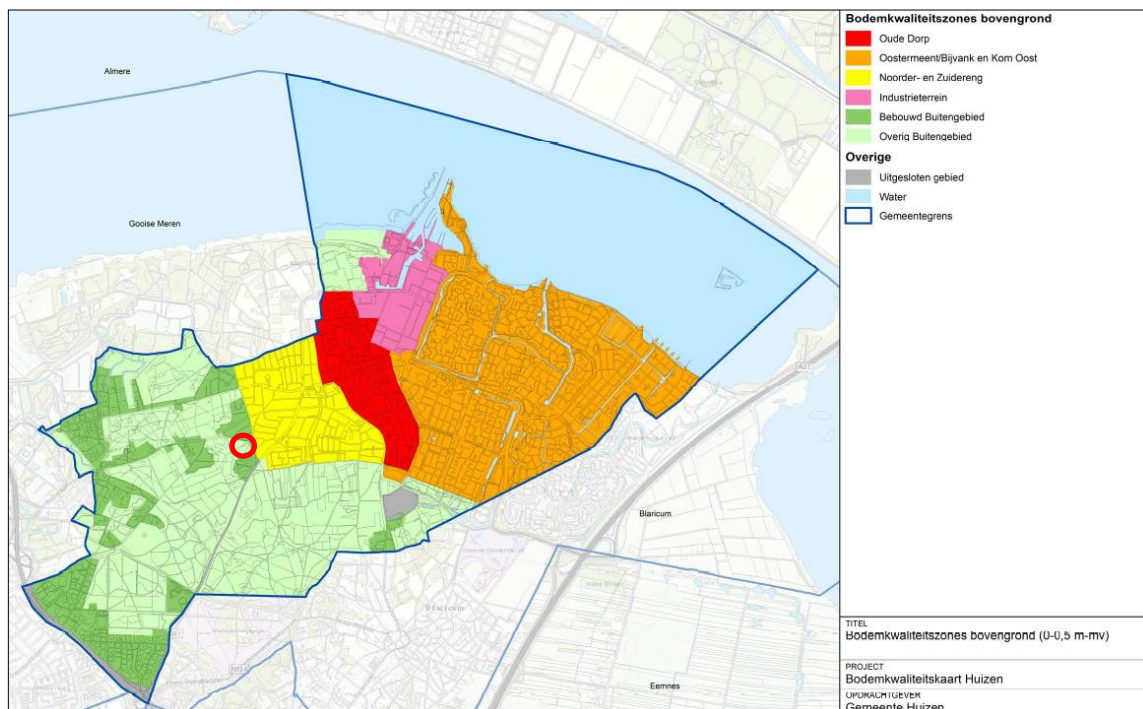 Bodemkwaliteitszones bovengrond
Oude Dorp
Oostermeent/Bijvank en Kom Oost
Noorder- en Zuidereng
Industrieterrein
Bebouwd Buitengebied
Overig Buitengebied
Overige
Uitgesloten gebied
Water
Gemeentegrens
Almere
Gooise Meren
Blaricum
Eemnes
TITEL
Bodemkwaliteitszones bovengrond (0-0,5 m-mv)
PROJECT
Bodemkwaliteitskaart Huizen
OPDRACHTGEVER
Gemeente Huizen